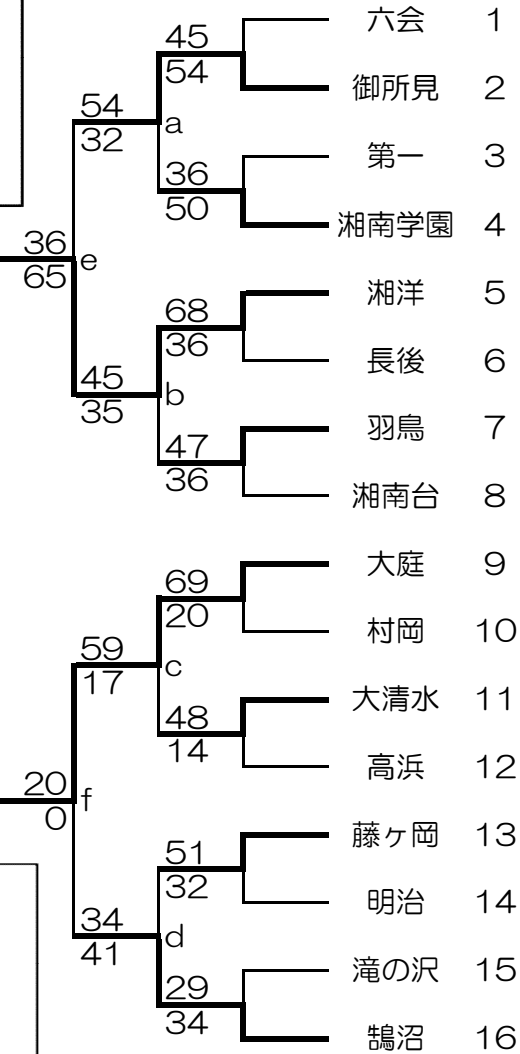 六会 1
45
54
御所見 2
54
32
a
第一 3
36
50
湘南学園 4
36
65
e
湘洋 5
68
36
長後 6
45
35
b
羽鳥 7
47
36
湘南台 8
大庭 9
69
20
村岡 10
59
17
c
大清水 11
48
14
高浜 12
20
0
f
藤ヶ岡 13
51
32
明治 14
34
41
d
滝の沢 15
29
34
鵠沼 16